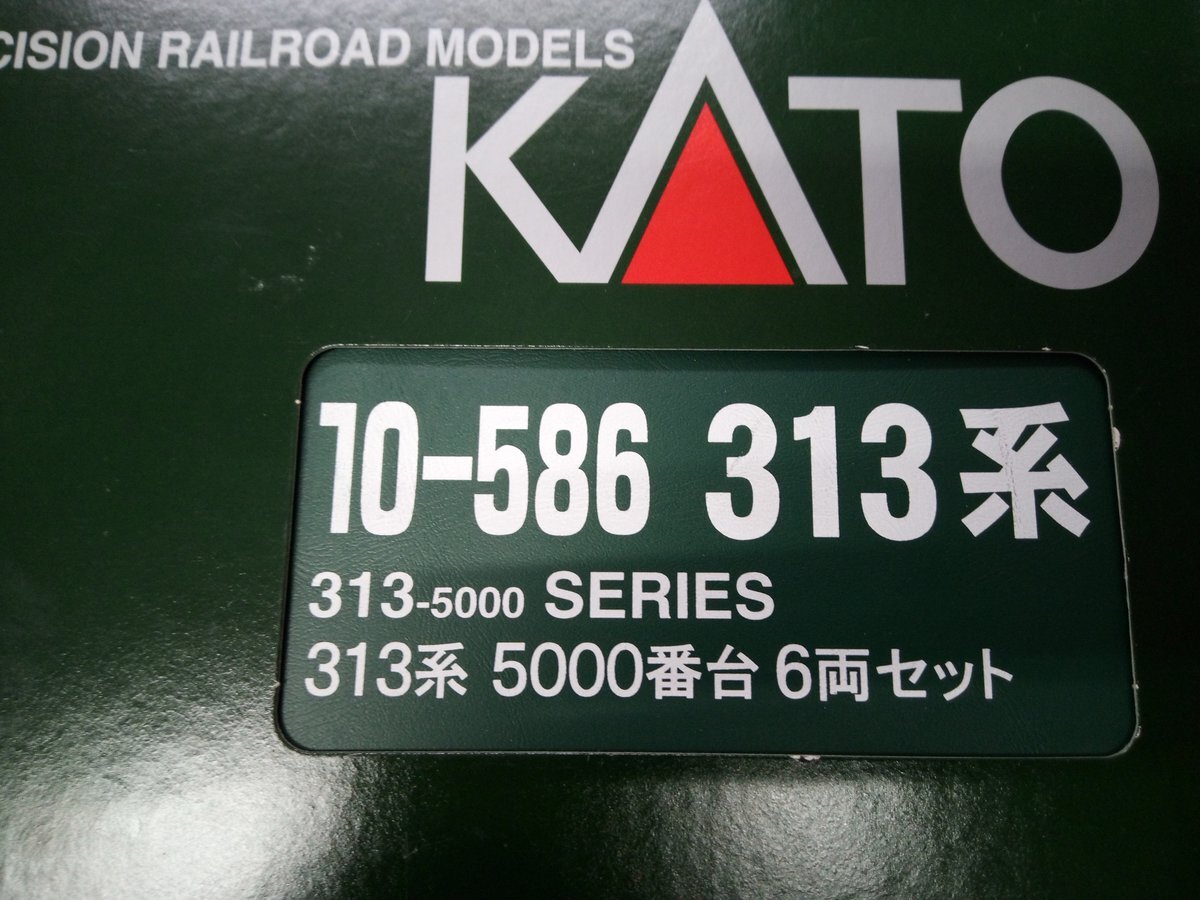 CISION RAILROAD MODELS
KATO
10-586 313系
313-5000 SERIES
313系 5000番台 6両セット